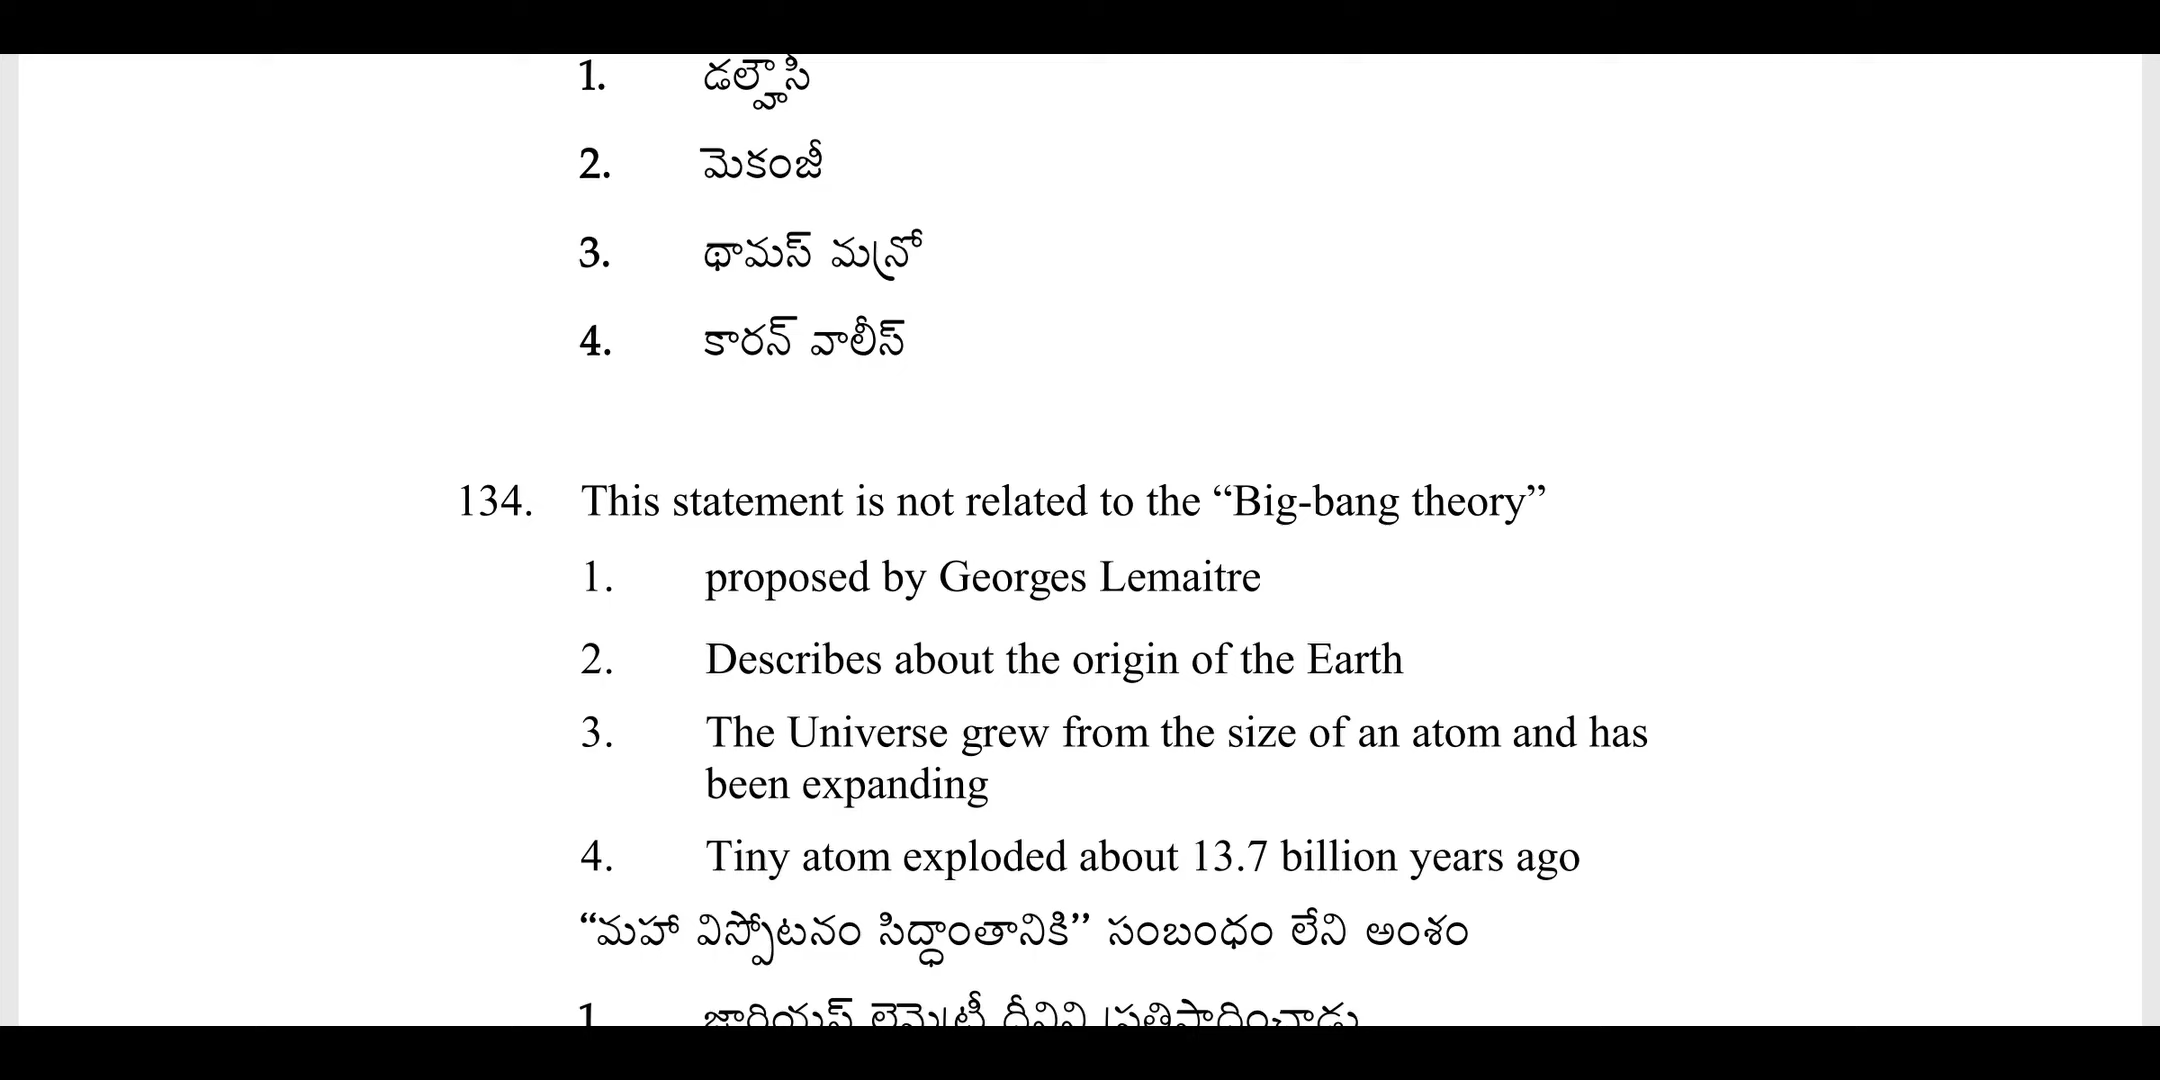 1. డల్హౌసి
2. మెకంజీ
3. థామస్ మన్రో
4. కారన్ వాలీస్
134. This statement is not related to the “Big-bang theory”
1. proposed by Georges Lemaitre
2. Describes about the origin of the Earth
3. The Universe grew from the size of an atom and has
been expanding
4. Tiny atom exploded about 13.7 billion years ago
“మహా విస్ఫోటనం సిద్ధాంతానికి” సంబంధం లేని అంశం
1 జార్జియస్ లెమైట్రీ దీనిని ప్రతిపాదించాడు